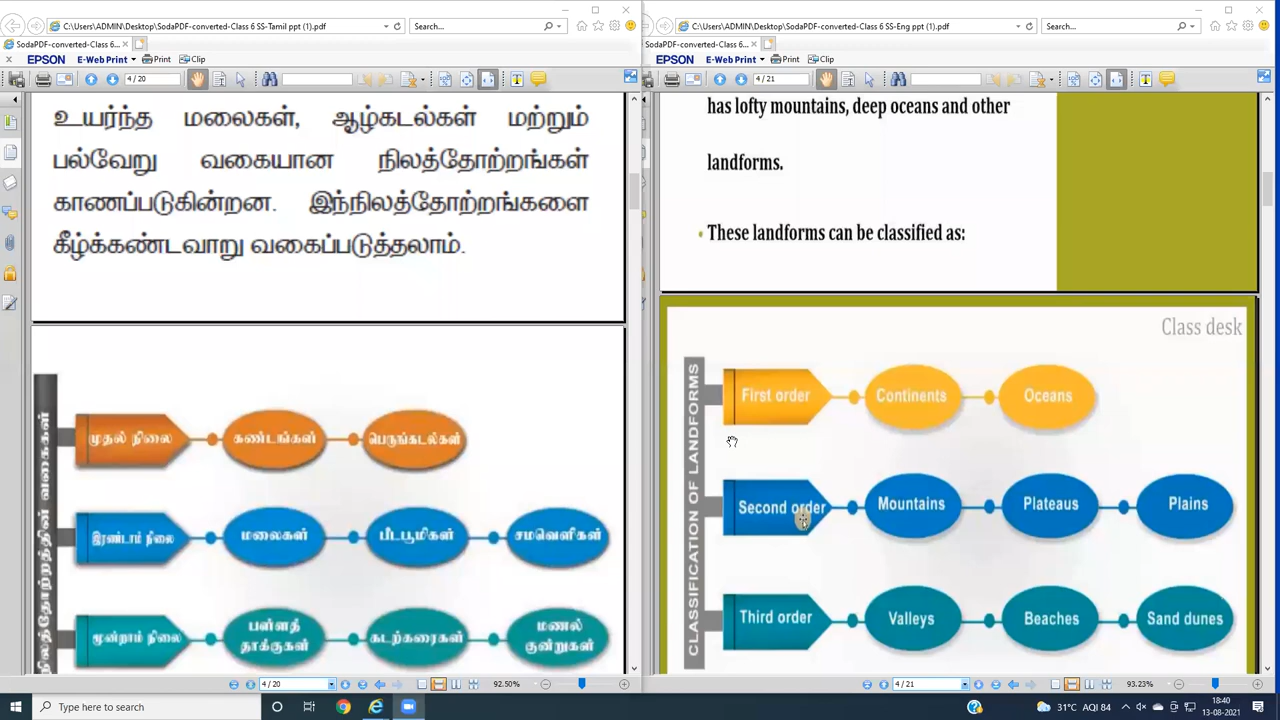 C:\Users\ADMIN\Desktop\SodaPDF-converted-Class 6 SS-Tamil ppt (1).pdf
Search...
SodaPDF-converted-Class 6...
EPSON E-Web Print Print Clip
4 / 20
உயர்ந்த மலைகள், ஆழ்கடல்கள் மற்றும்
பல்வேறு வகையான நிலத்தோற்றங்கள்
காணப்படுகின்றன. இந்நிலத்தோற்றங்களை
கீழ்க்கண்டவாறு வகைப்படுத்தலாம்.
நிலத்தோற்றத்தின் வகைகள்
முதல் நிலை கண்டங்கள் பெருங்கடல்கள்
இரண்டாம் நிலை மலைகள் பீடபூமிகள் சமவெளிகள்
மூன்றாம் நிலை பள்ளத் தாக்குகள் கடற்கரைகள் மணல் குன்றுகள்
4 / 20
92.50%
C:\Users\ADMIN\Desktop\SodaPDF-converted-Class 6 SS-Eng ppt (1).pdf
Search...
SodaPDF-converted-Class 6...
EPSON E-Web Print Print Clip
4 / 21
has lofty mountains, deep oceans and other
landforms.
These landforms can be classified as:
Class desk
CLASSIFICATION OF LANDFORMS
First order Continents Oceans
Second order Mountains Plateaus Plains
Third order Valleys Beaches Sand dunes
4 / 21
93.23%
Type here to search
31°C AQI 84
ENG
18:40
13-08-2021